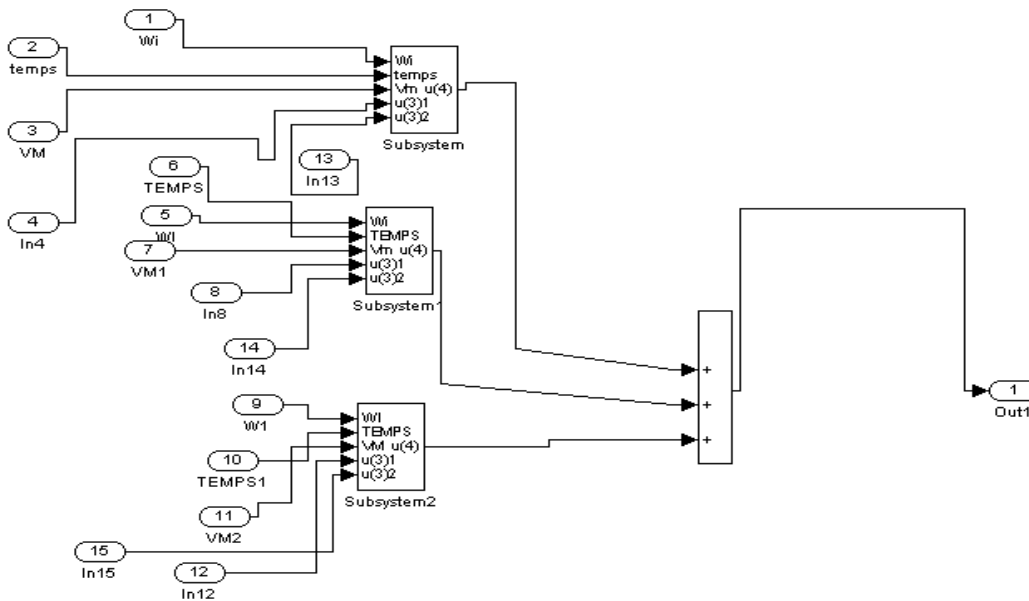 1
Wi
2
temps
3
VM
4
In4
Wi
temps
Vm u(4)
u(3)1
u(3)2
Subsystem
13
In13
6
TEMPS
5
7
VM1
8
In8
14
In14
Wi
TEMPS
Vm u(4)
u(3)1
u(3)2
Subsystem1
9
W1
10
TEMPS1
11
VM2
15
In15
12
In12
WI
TEMPS
VM u(4)
u(3)1
u(3)2
Subsystem2
+
+
+
1
Out1